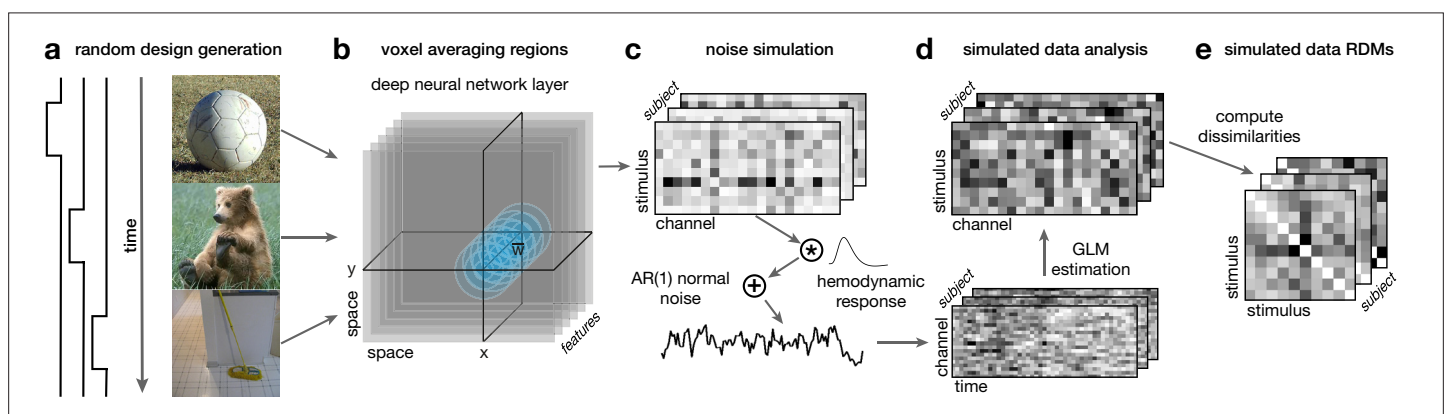 a random design generation
time
b voxel averaging regions
deep neural network layer
w
y
space
space
x
features
c noise simulation
subject
stimulus
channel
*
AR(1) normal
noise
+
hemodynamic
response
d simulated data analysis
subject
stimulus
channel
GLM
estimation
subject
channel
time
e simulated data RDMs
compute
dissimilarities
stimulus
stimulus
subject